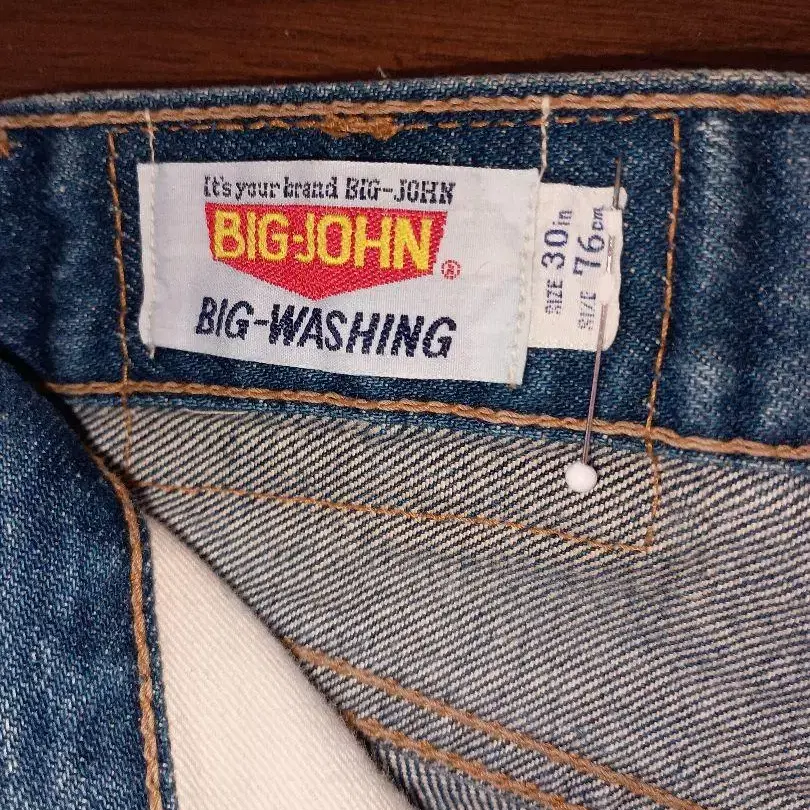 It's your brand BIG-JOHN
BIG-JOHN
®
BIG-WASHING
SIZE 30in
SIZE 76cm